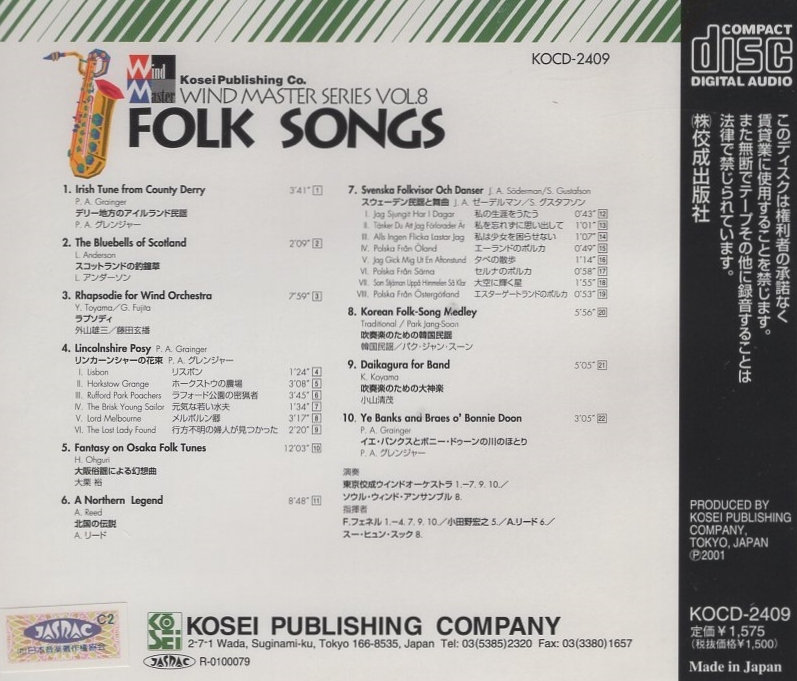 KOCD-2409
Wind Master
Kosei Publishing Co.
WIND MASTER SERIES VOL.8
FOLK SONGS
1. Irish Tune from County Derry 3'41" 1
P. A. Grainger
デリー地方のアイルランド民謡
P. A. グレンジャー
2. The Bluebells of Scotland 2'09" 2
L. Anderson
スコットランドの釣鐘草
L. アンダーソン
3. Rhapsodie for Wind Orchestra 7'59" 3
Y. Toyama/G. Fujita
ラプソディ
外山雄三/藤田玄播
4. Lincolnshire Posy P. A. Grainger
リンカーンシャーの花束 P. A. グレンジャー
I. Lisbon リスボン 1'24" 4
II. Horkstow Grange ホークストウの農場 3'08" 5
III. Rufford Park Poachers ラフォード公園の密猟者 3'45" 6
IV. The Brisk Young Sailor 元気な若い水夫 1'34" 7
V. Lord Melbourne メルボルン卿 3'17" 8
VI. The Lost Lady Found 行方不明の婦人が見つかった 2'20" 9
5. Fantasy on Osaka Folk Tunes 12'03" 10
H. Ohguri
大阪俗謡による幻想曲
大栗 裕
6. A Northern Legend 8'48" 11
A. Reed
北国の伝説
A. リード
7. Svenska Folkvisor Och Danser J. A. Söderman/S. Gustafson
スウェーデン民謡と舞曲 J. A. ゼーデルマン/S. グスタフソン
I. Jag Sjungit Har I Dagar 私の生涯をうたう 0'43" 12
II. Tänker Du Att Jag Förlorader Är 私を忘れずに思い出して 1'01" 13
III. Alls Ingen Flicka Lastar Jag 私は少女を困らせない 1'07" 14
IV. Polska Från Öland エーランドのポルカ 0'49" 15
V. Jag Gick Mig Ut En Aftonstund 夕べの散歩 1'14" 16
VI. Polska Från Särna セルナのポルカ 0'58" 17
VII. Som Stjärnan Uppå Himmelen Så Klar 大空に輝く星 1'55" 18
VIII. Polska Från Östergötland エスターゲートランドのポルカ 0'53" 19
8. Korean Folk-Song Medley 5'56" 20
Traditional / Park Jang-Soon
吹奏楽のための韓国民謡
韓国民謡/パク・ジャン・スーン
9. Daikagura for Band 5'05" 21
K. Koyama
吹奏楽のための大神楽
小山清茂
10. Ye Banks and Braes o' Bonnie Doon 3'05" 22
P. A. Grainger
イエ・バンクスとボニー・ドゥーンの川のほとり
P. A. グレンジャー
演奏
東京佼成ウインドオーケストラ 1.–7. 9. 10./
ソウル・ウィンド・アンサンブル 8.
指揮者
F.フェネル 1.–4. 7. 9. 10./小田野宏之 5./A.リード 6./
スー・ヒュン・スック 8.
C2
JASRAC
日本音楽著作権協会
KOSEI
KOSEI PUBLISHING COMPANY
2-7-1 Wada, Suginami-ku, Tokyo 166-8535, Japan Tel: 03(5385)2320 Fax: 03(3380)1657
JASRAC R-0100079
COMPACT
disc
DIGITAL AUDIO
このディスクは権利者の承諾なく
賃貸業に使用することを禁じます。
また無断でテープその他に録音することは
法律で禁じられています。
(株)佼成出版社
PRODUCED BY
KOSEI PUBLISHING
COMPANY,
TOKYO, JAPAN
Ⓟ2001
KOCD-2409
定価￥1,575
(税抜価格￥1,500)
Made in Japan